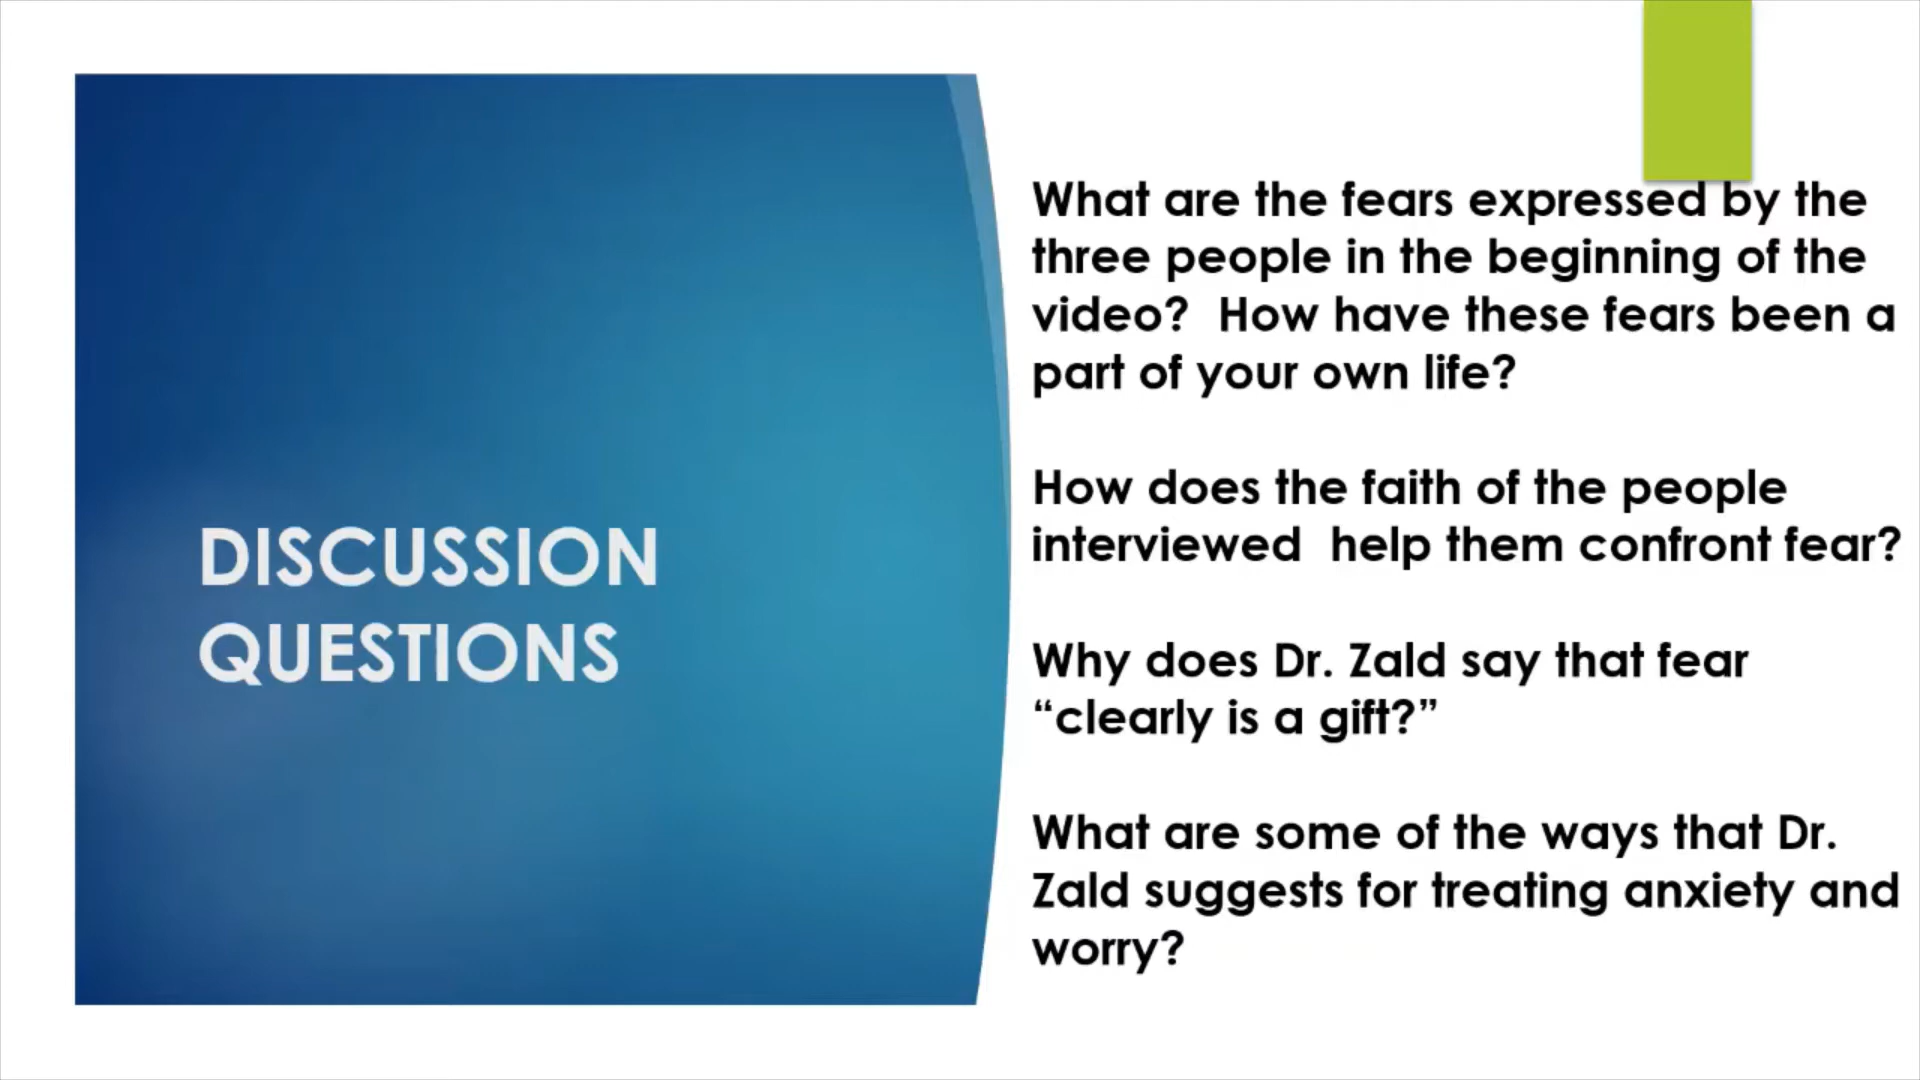 DISCUSSION
QUESTIONS
What are the fears expressed by the
three people in the beginning of the
video?  How have these fears been a
part of your own life?
How does the faith of the people
interviewed  help them confront fear?
Why does Dr. Zald say that fear
“clearly is a gift?”
What are some of the ways that Dr.
Zald suggests for treating anxiety and
worry?